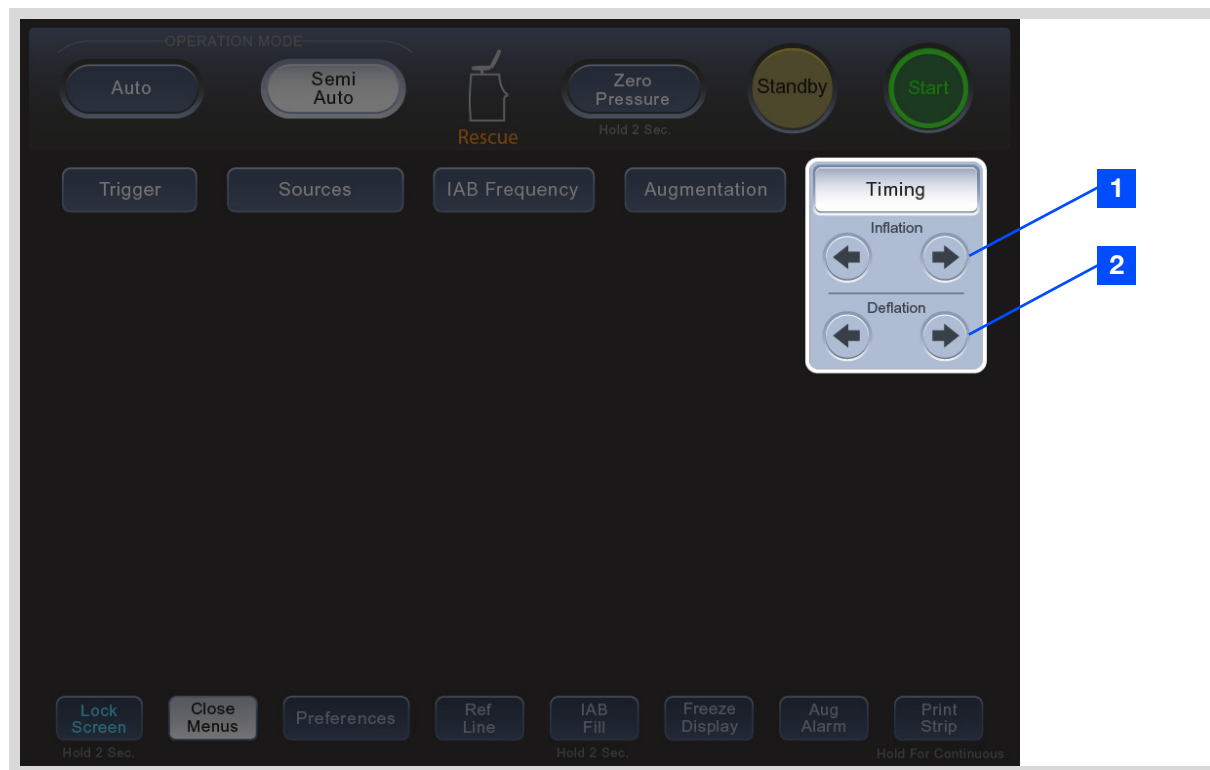 OPERATION MODE
Auto
Semi
Auto
Rescue
Zero
Pressure
Hold 2 Sec.
Standby
Start
Trigger
Sources
IAB Frequency
Augmentation
Timing
Inflation
Deflation
1
2
Lock
Screen
Hold 2 Sec.
Close
Menus
Preferences
Ref
Line
IAB
Fill
Hold 2 Sec.
Freeze
Display
Aug
Alarm
Print
Strip
Hold For Continuous